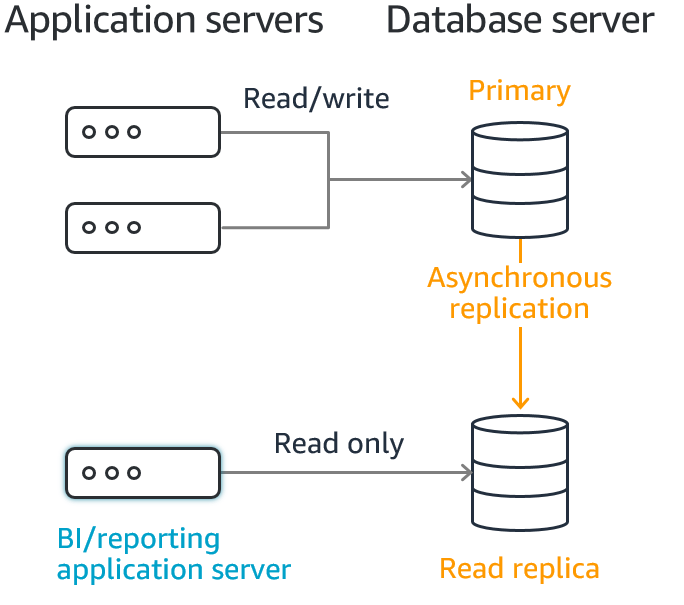 Application servers
Database server
Read/write
Primary
Asynchronous
replication
Read only
BI/reporting
application server
Read replica